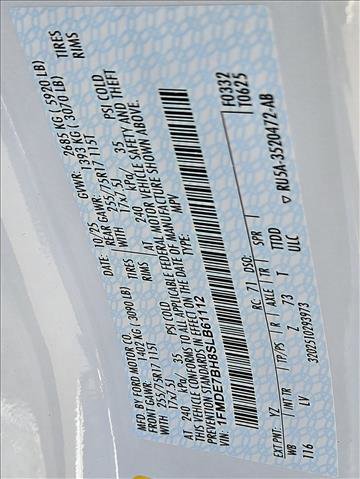 MFD. BY FORD MOTOR CO.
DATE: 10/25
GVWR: 2685 KG ( 5920 LB)
FRONT GAWR: 1402 KG ( 3090 LB)
REAR GAWR: 1393 KG ( 3070 LB)
WITH 255/75R17 115T TIRES
17x7.5J RIMS
AT 240 kPa/ 35 PSI COLD
WITH 255/75R17 115T TIRES
17x7.5J RIMS
AT 240 kPa/ 35 PSI COLD
THIS VEHICLE CONFORMS TO ALL APPLICABLE FEDERAL MOTOR VEHICLE SAFETY AND THEFT
PREVENTION STANDARDS IN EFFECT ON THE DATE OF MANUFACTURE SHOWN ABOVE.
VIN: 1FMDE7BH8SLB61112
TYPE: MPV
F0332
T0625
EXT PNT: YZ RC: 71 DSO:
WB INT TR TP/PS R AXLE TR SPR
T16 LV Z 73 T TTDD
ULC
3202510293973
▽ RU5A-3520472-AB